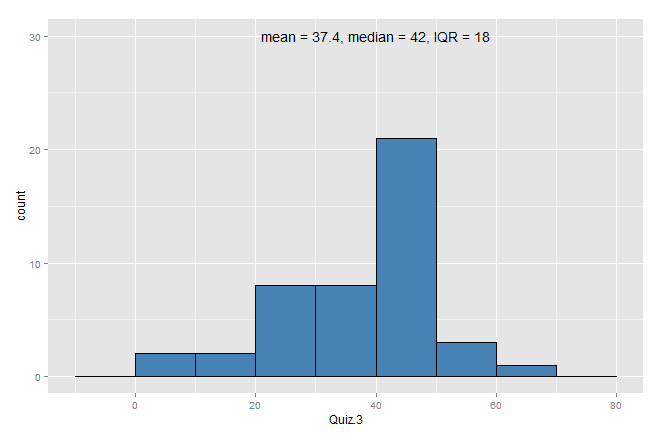 mean = 37.4, median = 42, IQR = 18
30
20
10
0
count
0 20 40 60 80
Quiz.3